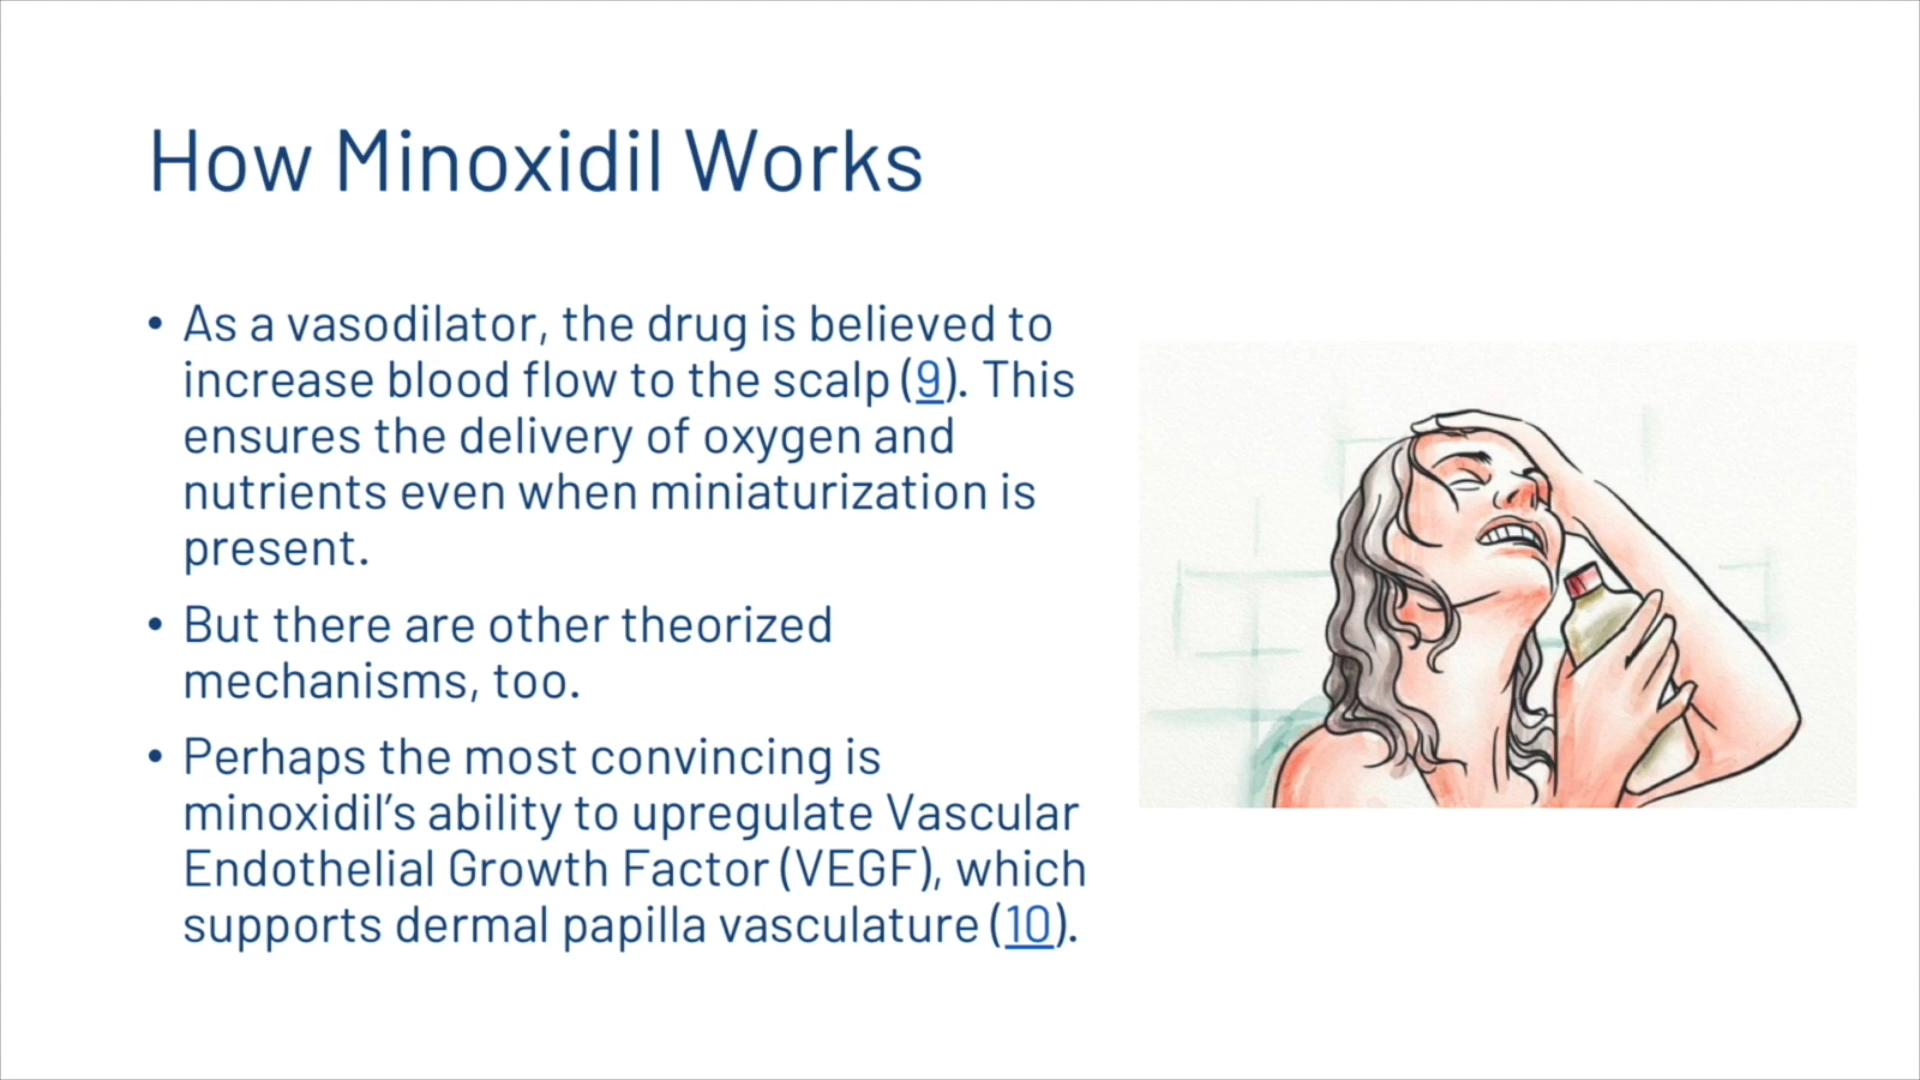 How Minoxidil Works
• As a vasodilator, the drug is believed to
increase blood flow to the scalp (9). This
ensures the delivery of oxygen and
nutrients even when miniaturization is
present.
• But there are other theorized
mechanisms, too.
• Perhaps the most convincing is
minoxidil’s ability to upregulate Vascular
Endothelial Growth Factor (VEGF), which
supports dermal papilla vasculature (10).